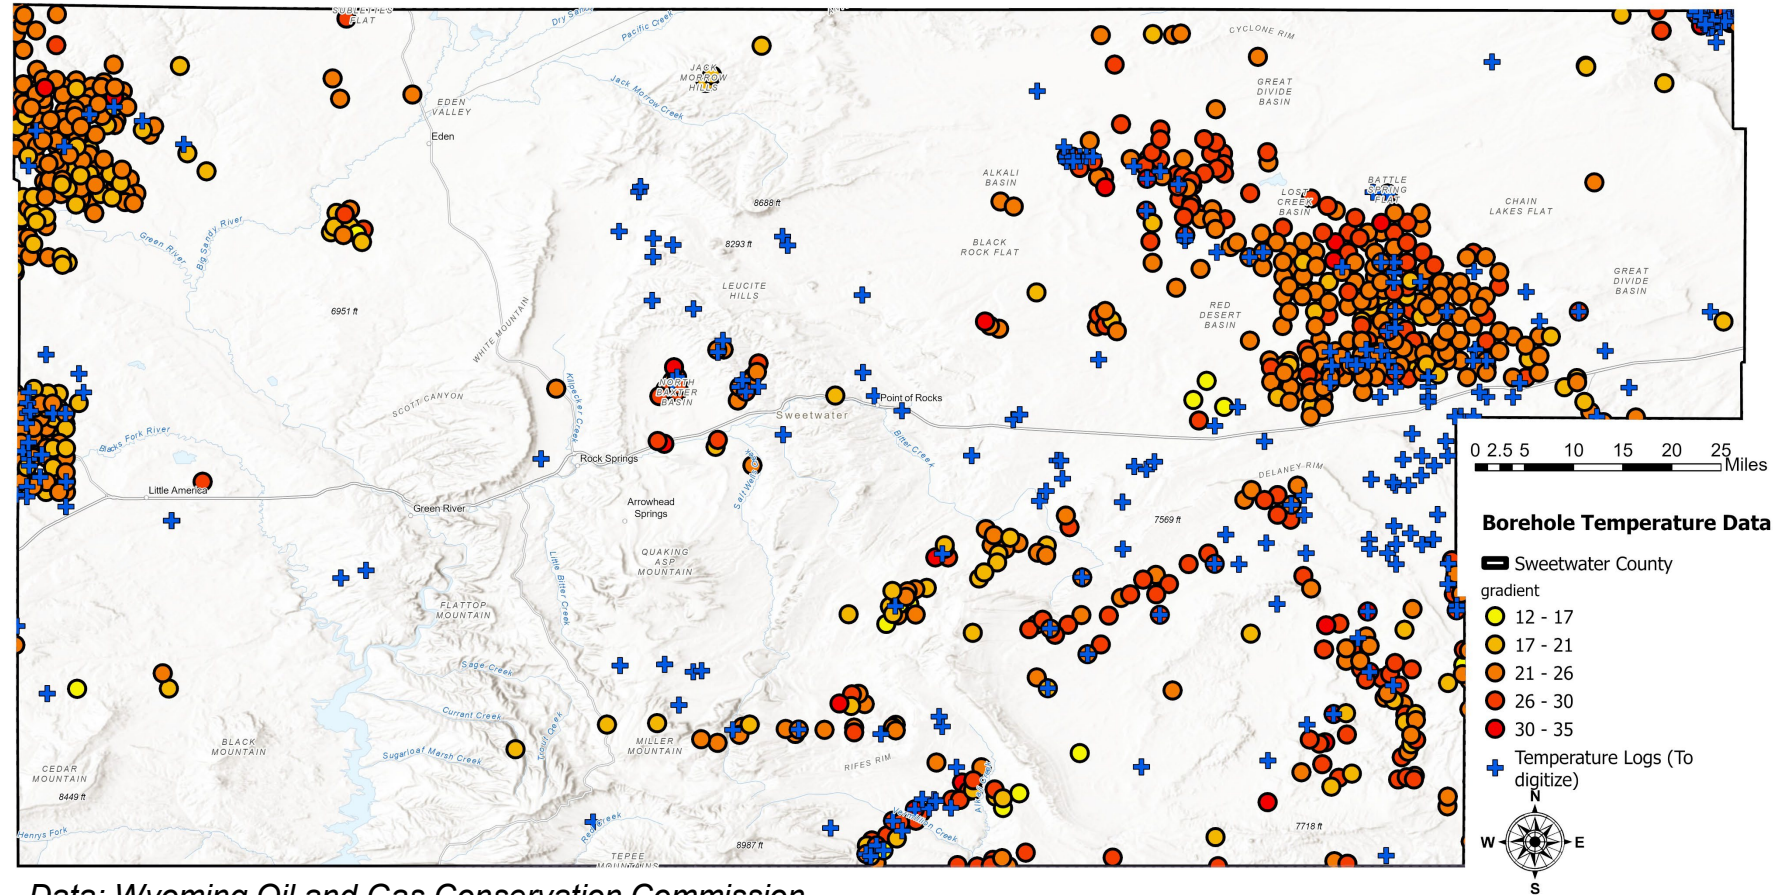 SUBLETTES
FLAT
Dry Sandy
Pacific Creek
CYCLONE RIM
JACK
MORROW
HILLS
Jack Morrow Creek
GREAT
DIVIDE
BASIN
EDEN
VALLEY
Eden
ALKALI
BASIN
BATTLE
SPRING
FLAT
LOST
CREEK
BASIN
CHAIN
LAKES FLAT
8688 ft
Green River
Big Sandy River
8293 ft
BLACK
ROCK FLAT
LEUCITE
HILLS
GREAT
DIVIDE
BASIN
6951 ft
RED
DESERT
BASIN
WHITE MOUNTAIN
Killpecker Creek
NORTH
BAXTER
BASIN
SCOTT CANYON
Point of Rocks
Sweetwater
Blacks Fork River
Bitter Creek
Rock Springs
Salt Wells
DELANEY RIM
Little America
Green River
Arrowhead
Springs
7569 ft
QUAKING
ASP
MOUNTAIN
Little Bitter Creek
FLATTOP
MOUNTAIN
Sage Creek
Currant Creek
Trout Creek
Sugarloaf Marsh Creek
BLACK
MOUNTAIN
MILLER
MOUNTAIN
RIFES RIM
CEDAR
MOUNTAIN
8449 ft
Vermillion Creek
Red Creek
7718 ft
Henrys Fork
8987 ft
TEPEE
MOUNTAINS
0 2.5 5 10 15 20 25
Miles
Borehole Temperature Data
Sweetwater County
gradient
12 - 17
17 - 21
21 - 26
26 - 30
30 - 35
Temperature Logs (To
digitize)
N
W E
S
Data: Wyoming Oil and Gas Conservation Commission